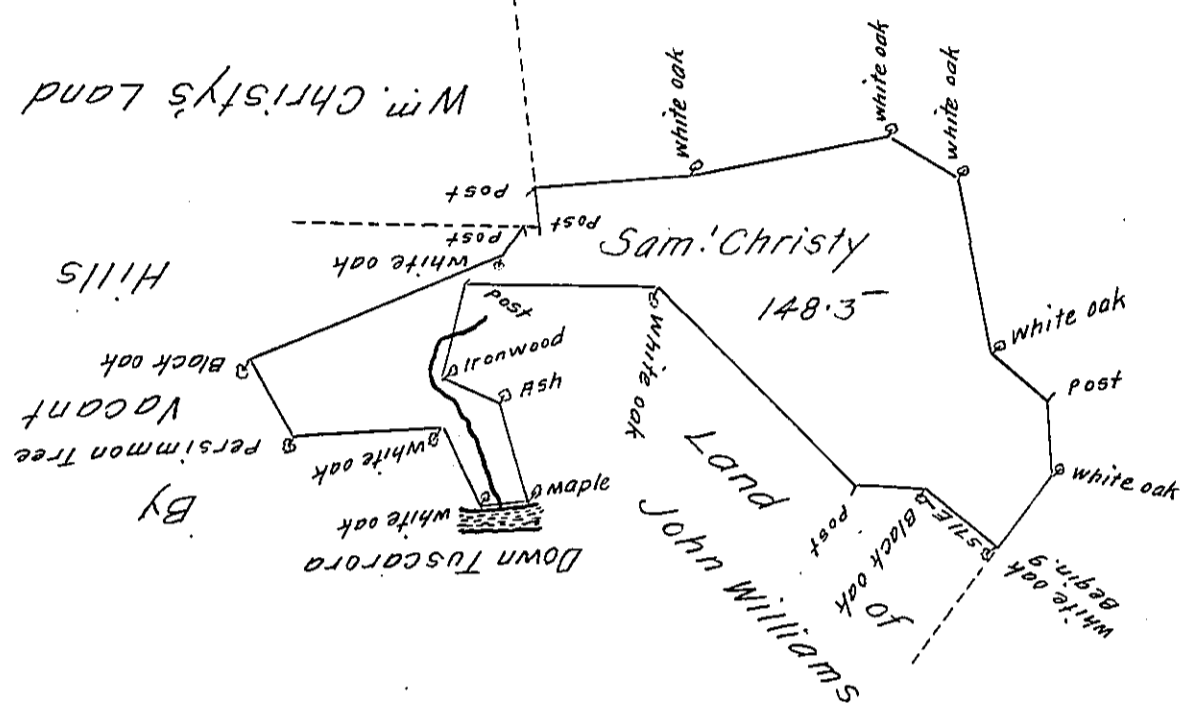 Wm. Christy's Land
white oak
white oak
white oak
Post
Post
Post
white oak
Sam! Christy
148.3
Hills
Black oak
Vacant
Persimmon Tree
By
white oak
white oak
Down Tuscarora
Post
Ironwood
Ash
Maple
White oak
white oak
Post
white oak
Land
John Williams
of
Post
Black oak
S71E
white oak
Begin.g